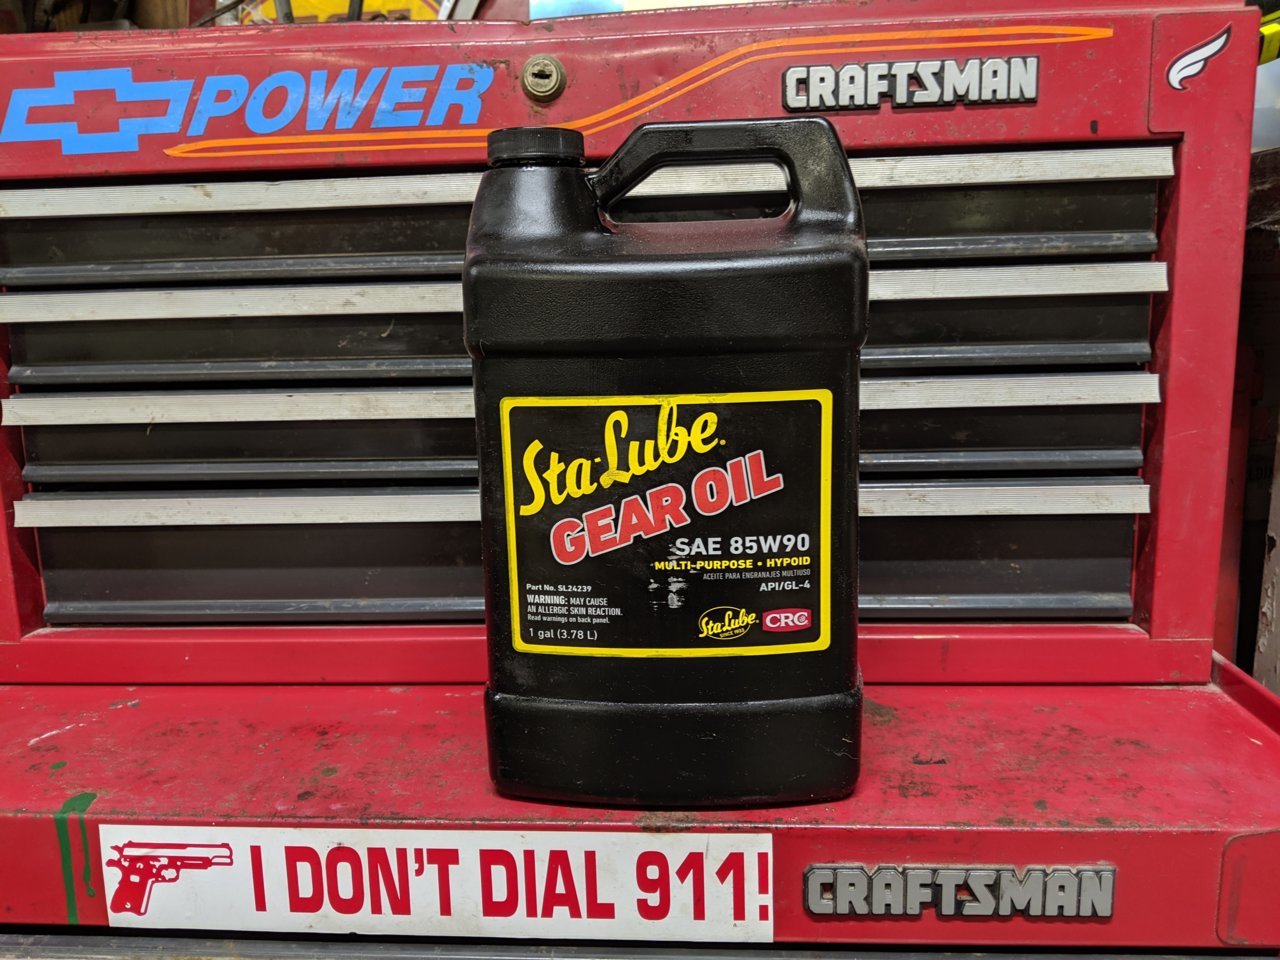 POWER
CRAFTSMAN
Sta-Lube®
GEAR OIL
SAE 85W90
MULTI-PURPOSE • HYPOID
ACEITE PARA ENGRANAJES MULTIUSO
API/GL-4
Part No. SL24239
WARNING: MAY CAUSE
AN ALLERGIC SKIN REACTION.
Read warnings on back panel.
1 gal (3.78 L)
Sta-Lube®
SINCE 1933
CRC
I DON'T DIAL 911!
CRAFTSMAN